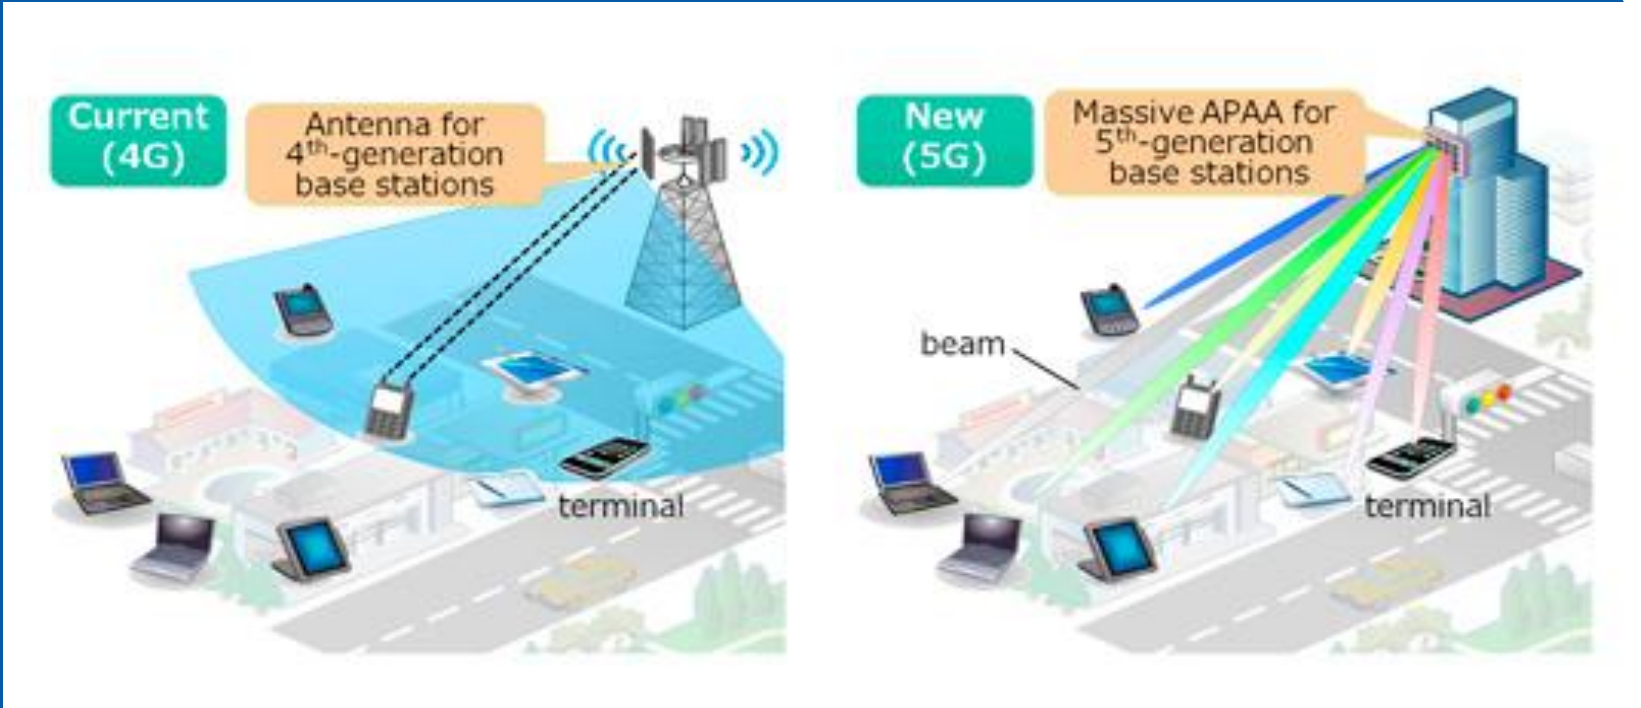 Current
(4G)
Antenna for
4th-generation
base stations
terminal
New
(5G)
Massive APAA for
5th-generation
base stations
beam
terminal